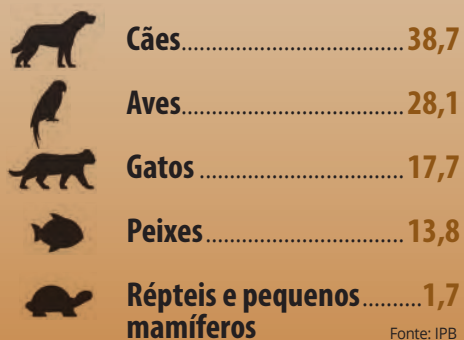 Cães.................................. 38,7
Aves.................................. 28,1
Gatos ............................... 17,7
Peixes .............................. 13,8
Répteis e pequenos .......... 1,7
mamíferos
Fonte: IPB